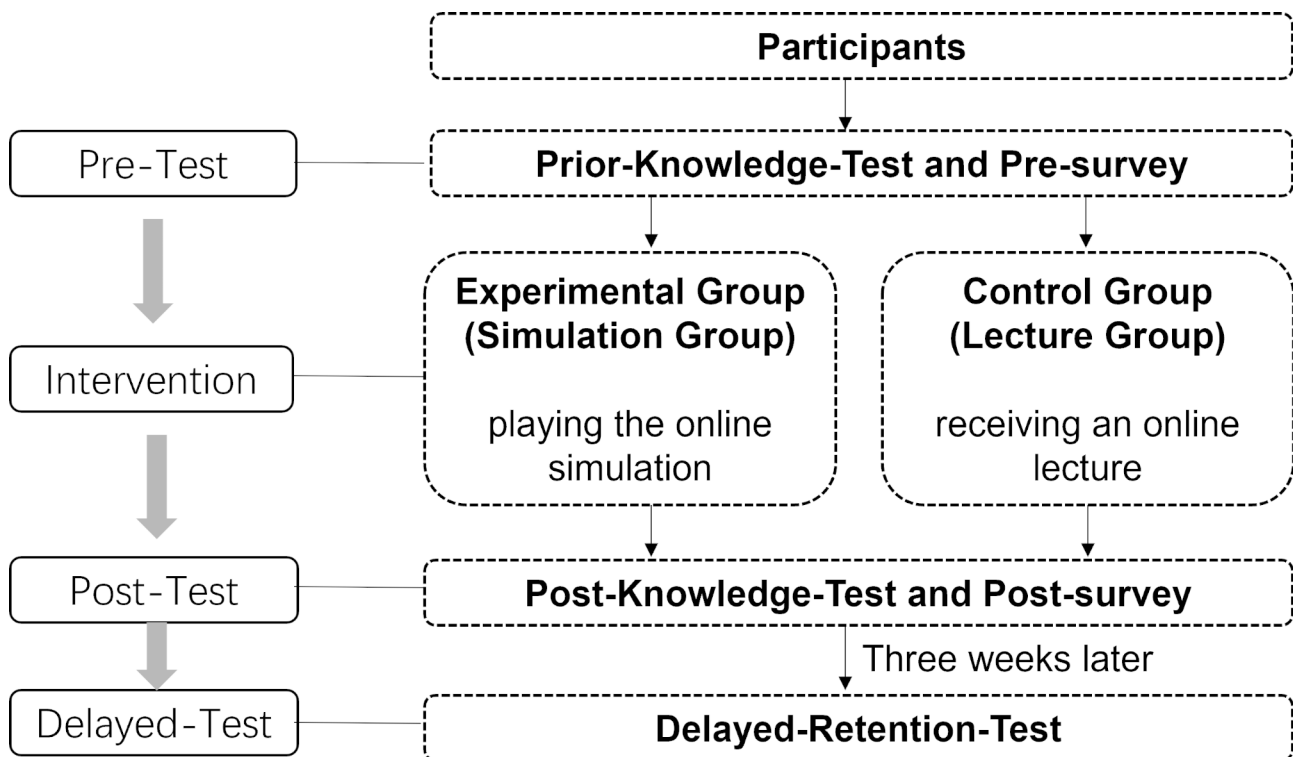 Participants
Pre-Test
Prior-Knowledge-Test and Pre-survey
Experimental Group
(Simulation Group)
playing the online
simulation
Control Group
(Lecture Group)
receiving an online
lecture
Intervention
Post-Test
Post-Knowledge-Test and Post-survey
Three weeks later
Delayed-Test
Delayed-Retention-Test